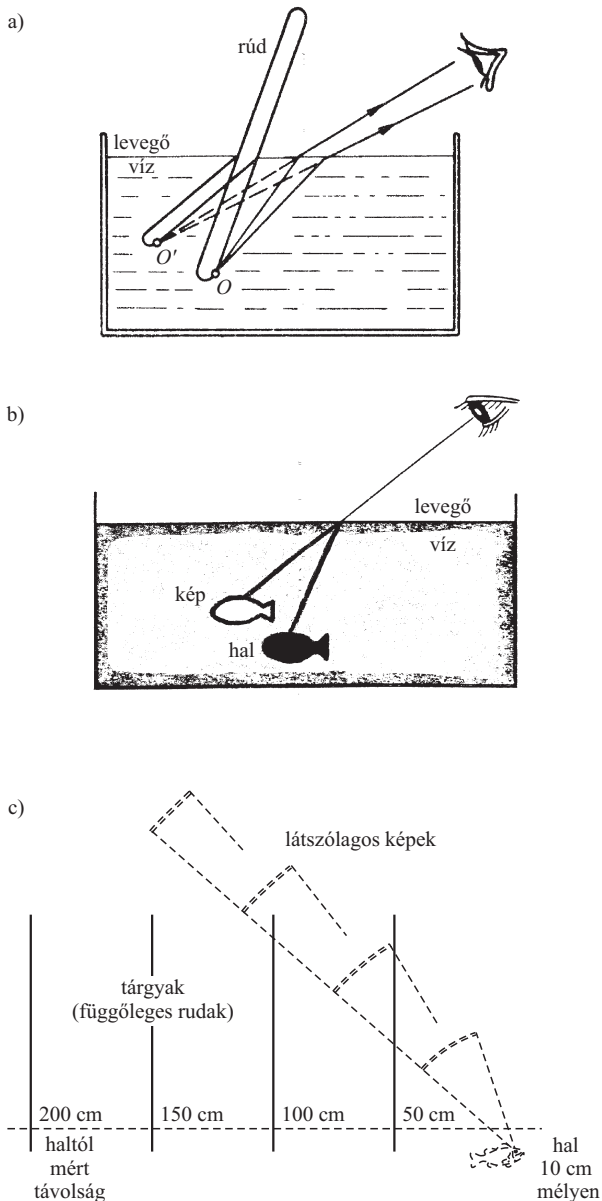 a)
rúd
levegő
víz
O'
O
b)
levegő
víz
kép
hal
c)
látszólagos képek
tárgyak
(függőleges rudak)
200 cm
150 cm
100 cm
50 cm
haltól
mért
távolság
hal
10 cm
mélyen